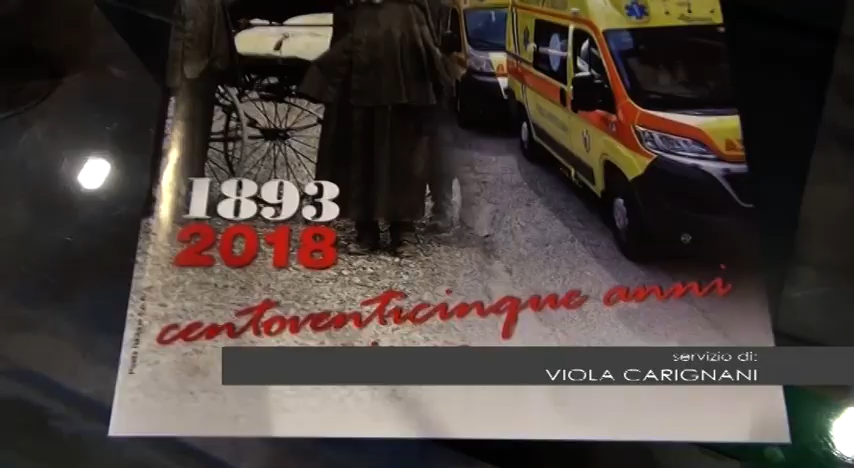 1893
2018
centoventicinque anni
servizio di:
VIOLA CARIGNANI